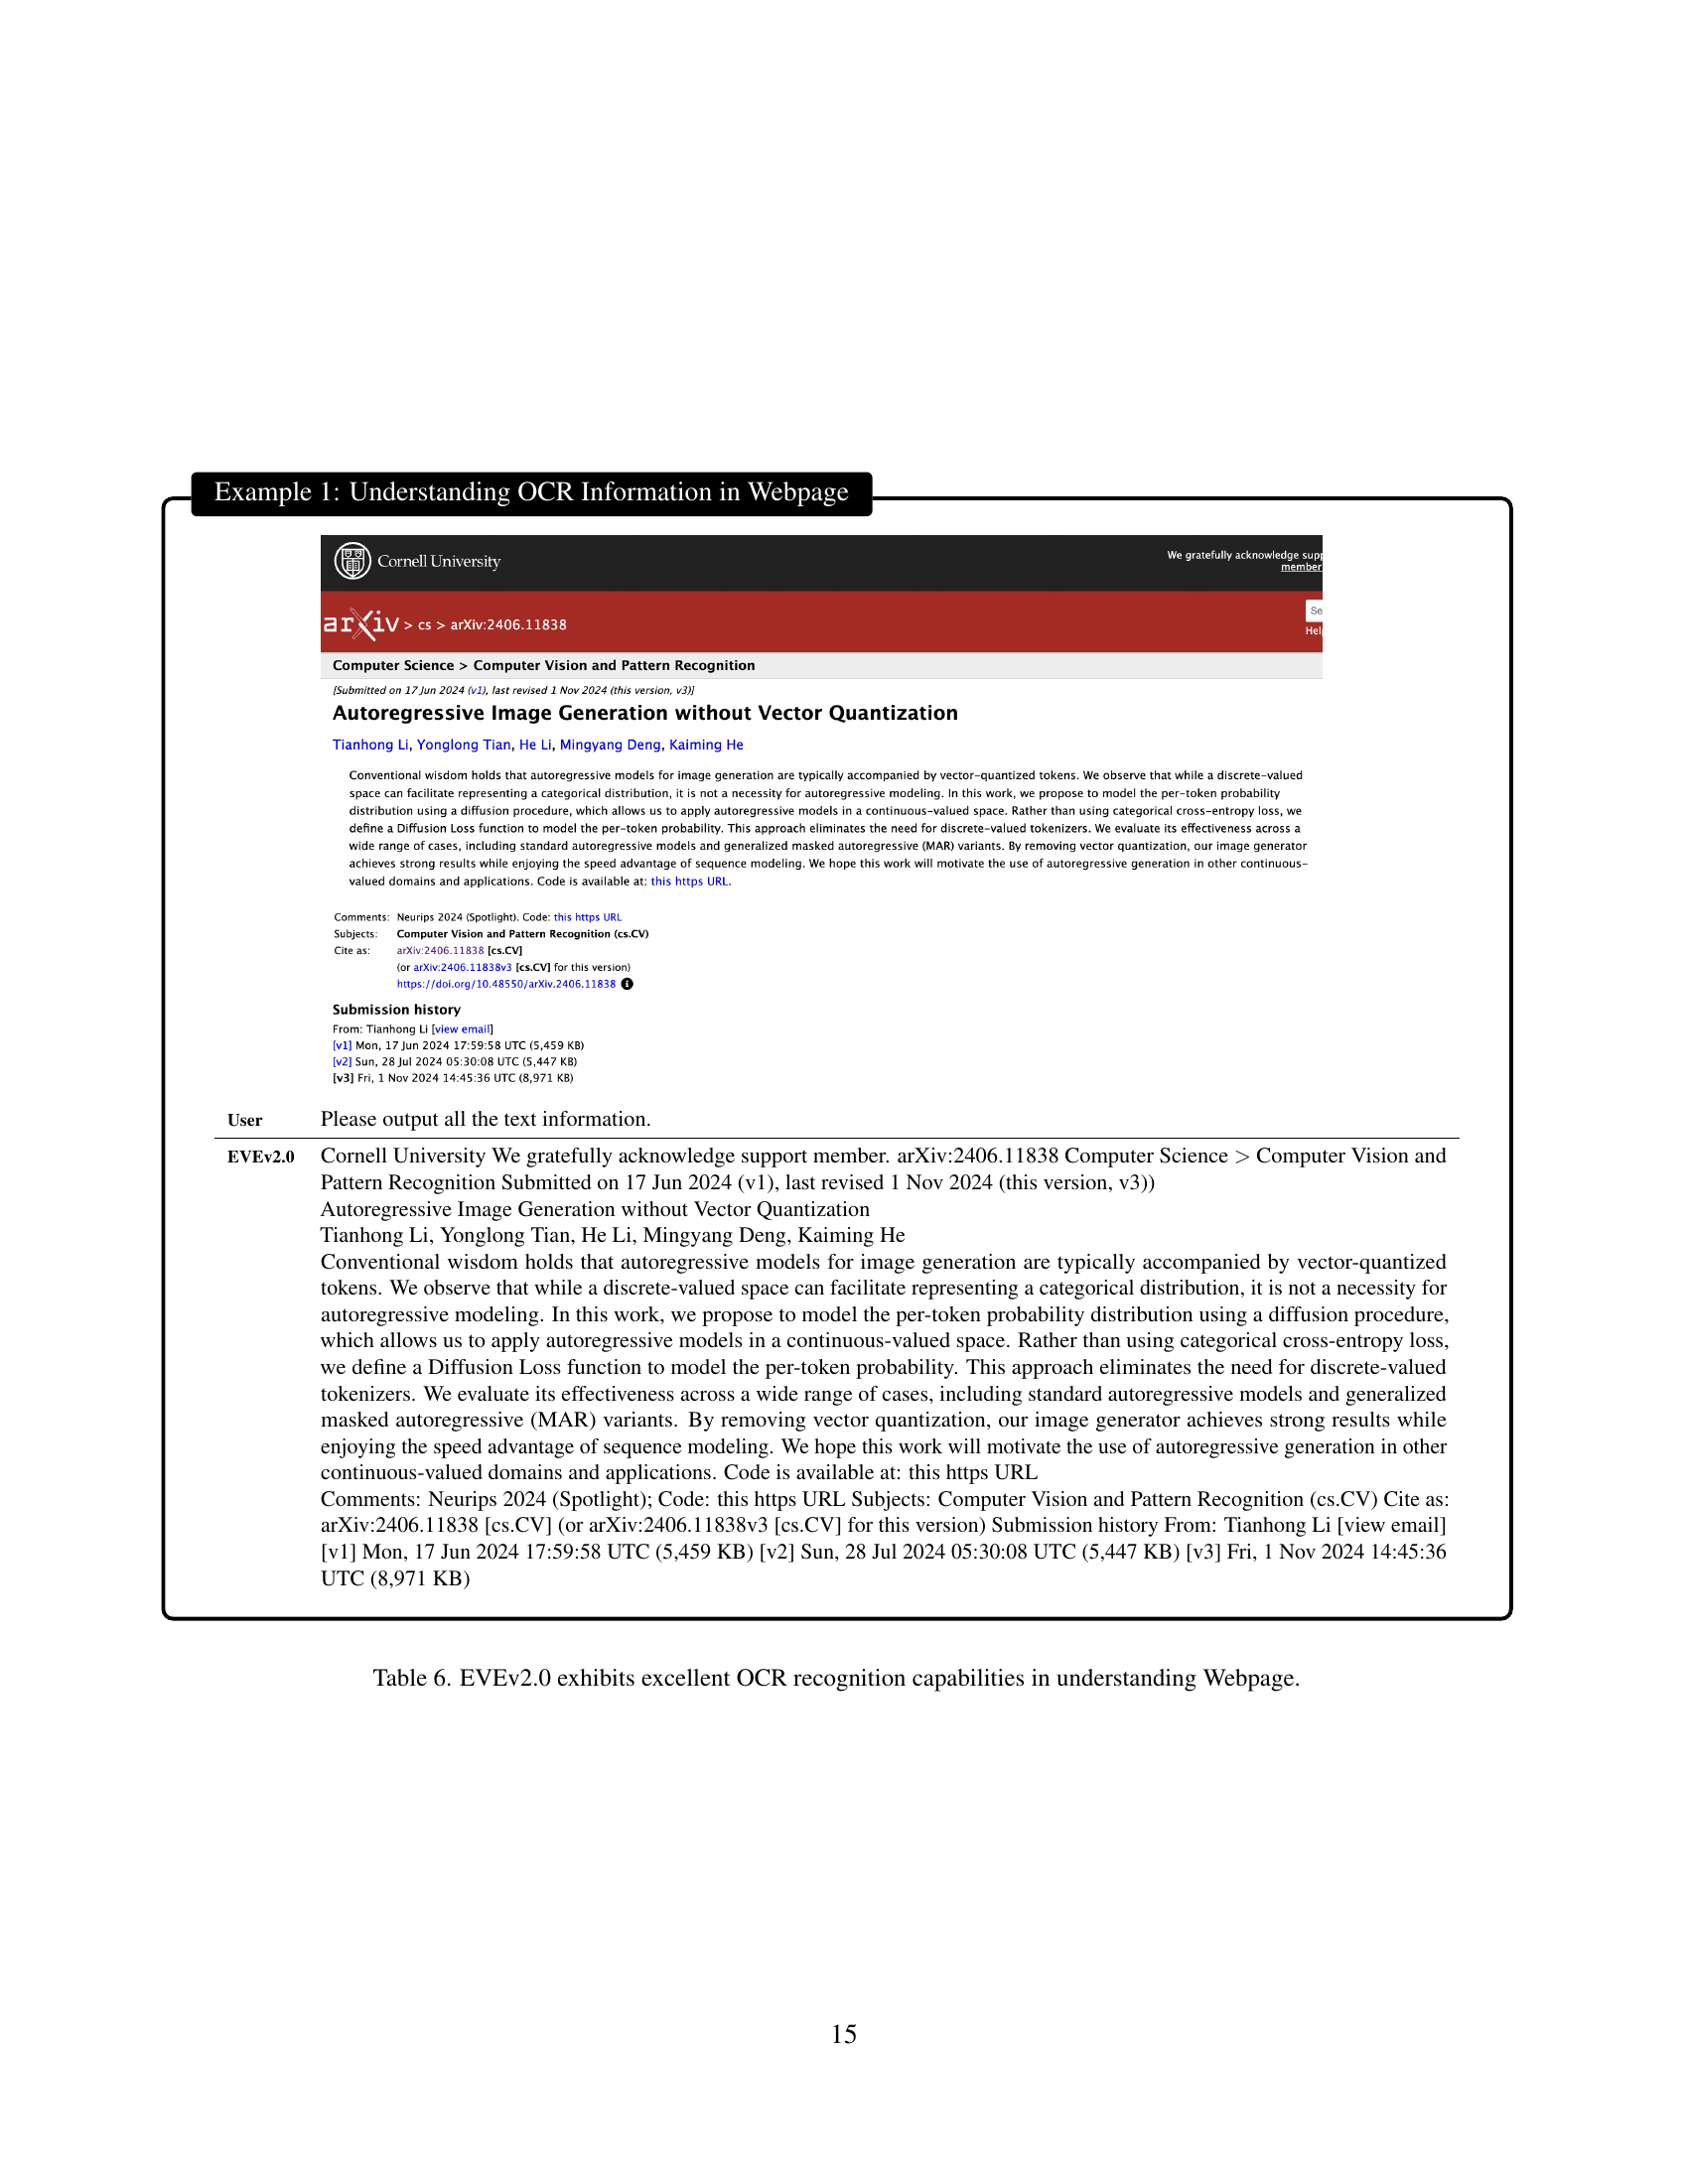 Example 1: Understanding OCR Information in Webpage
Cornell University
We gratefully acknowledge supp
member
arXiv > cs > arXiv:2406.11838
Se
Help
Computer Science > Computer Vision and Pattern Recognition
[Submitted on 17 Jun 2024 (v1), last revised 1 Nov 2024 (this version, v3)]
Autoregressive Image Generation without Vector Quantization
Tianhong Li, Yonglong Tian, He Li, Mingyang Deng, Kaiming He
Conventional wisdom holds that autoregressive models for image generation are typically accompanied by vector-quantized tokens. We observe that while a discrete-valued
space can facilitate representing a categorical distribution, it is not a necessity for autoregressive modeling. In this work, we propose to model the per-token probability
distribution using a diffusion procedure, which allows us to apply autoregressive models in a continuous-valued space. Rather than using categorical cross-entropy loss, we
define a Diffusion Loss function to model the per-token probability. This approach eliminates the need for discrete-valued tokenizers. We evaluate its effectiveness across a
wide range of cases, including standard autoregressive models and generalized masked autoregressive (MAR) variants. By removing vector quantization, our image generator
achieves strong results while enjoying the speed advantage of sequence modeling. We hope this work will motivate the use of autoregressive generation in other continuous-
valued domains and applications. Code is available at: this https URL.
Comments: Neurips 2024 (Spotlight). Code: this https URL
Subjects: Computer Vision and Pattern Recognition (cs.CV)
Cite as: arXiv:2406.11838 [cs.CV]
(or arXiv:2406.11838v3 [cs.CV] for this version)
https://doi.org/10.48550/arXiv.2406.11838
Submission history
From: Tianhong Li [view email]
[v1] Mon, 17 Jun 2024 17:59:58 UTC (5,459 KB)
[v2] Sun, 28 Jul 2024 05:30:08 UTC (5,447 KB)
[v3] Fri, 1 Nov 2024 14:45:36 UTC (8,971 KB)
User Please output all the text information.
EVEv2.0 Cornell University We gratefully acknowledge support member. arXiv:2406.11838 Computer Science > Computer Vision and
Pattern Recognition Submitted on 17 Jun 2024 (v1), last revised 1 Nov 2024 (this version, v3))
Autoregressive Image Generation without Vector Quantization
Tianhong Li, Yonglong Tian, He Li, Mingyang Deng, Kaiming He
Conventional wisdom holds that autoregressive models for image generation are typically accompanied by vector-quantized
tokens. We observe that while a discrete-valued space can facilitate representing a categorical distribution, it is not a necessity for
autoregressive modeling. In this work, we propose to model the per-token probability distribution using a diffusion procedure,
which allows us to apply autoregressive models in a continuous-valued space. Rather than using categorical cross-entropy loss,
we define a Diffusion Loss function to model the per-token probability. This approach eliminates the need for discrete-valued
tokenizers. We evaluate its effectiveness across a wide range of cases, including standard autoregressive models and generalized
masked autoregressive (MAR) variants. By removing vector quantization, our image generator achieves strong results while
enjoying the speed advantage of sequence modeling. We hope this work will motivate the use of autoregressive generation in other
continuous-valued domains and applications. Code is available at: this https URL
Comments: Neurips 2024 (Spotlight); Code: this https URL Subjects: Computer Vision and Pattern Recognition (cs.CV) Cite as:
arXiv:2406.11838 [cs.CV] (or arXiv:2406.11838v3 [cs.CV] for this version) Submission history From: Tianhong Li [view email]
[v1] Mon, 17 Jun 2024 17:59:58 UTC (5,459 KB) [v2] Sun, 28 Jul 2024 05:30:08 UTC (5,447 KB) [v3] Fri, 1 Nov 2024 14:45:36
UTC (8,971 KB)
Table 6. EVEv2.0 exhibits excellent OCR recognition capabilities in understanding Webpage.
15